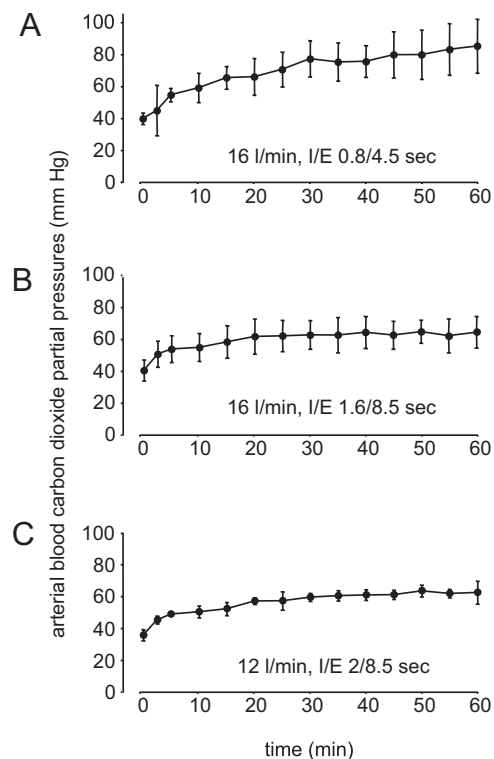 A
100
80
60
40
20
0
16 l/min, I/E 0.8/4.5 sec
0 10 20 30 40 50 60
B
100
80
60
40
20
0
16 l/min, I/E 1.6/8.5 sec
0 10 20 30 40 50 60
C
100
80
60
40
20
0
12 l/min, I/E 2/8.5 sec
0 10 20 30 40 50 60
time (min)
arterial blood carbon dioxide partial pressures (mm Hg)